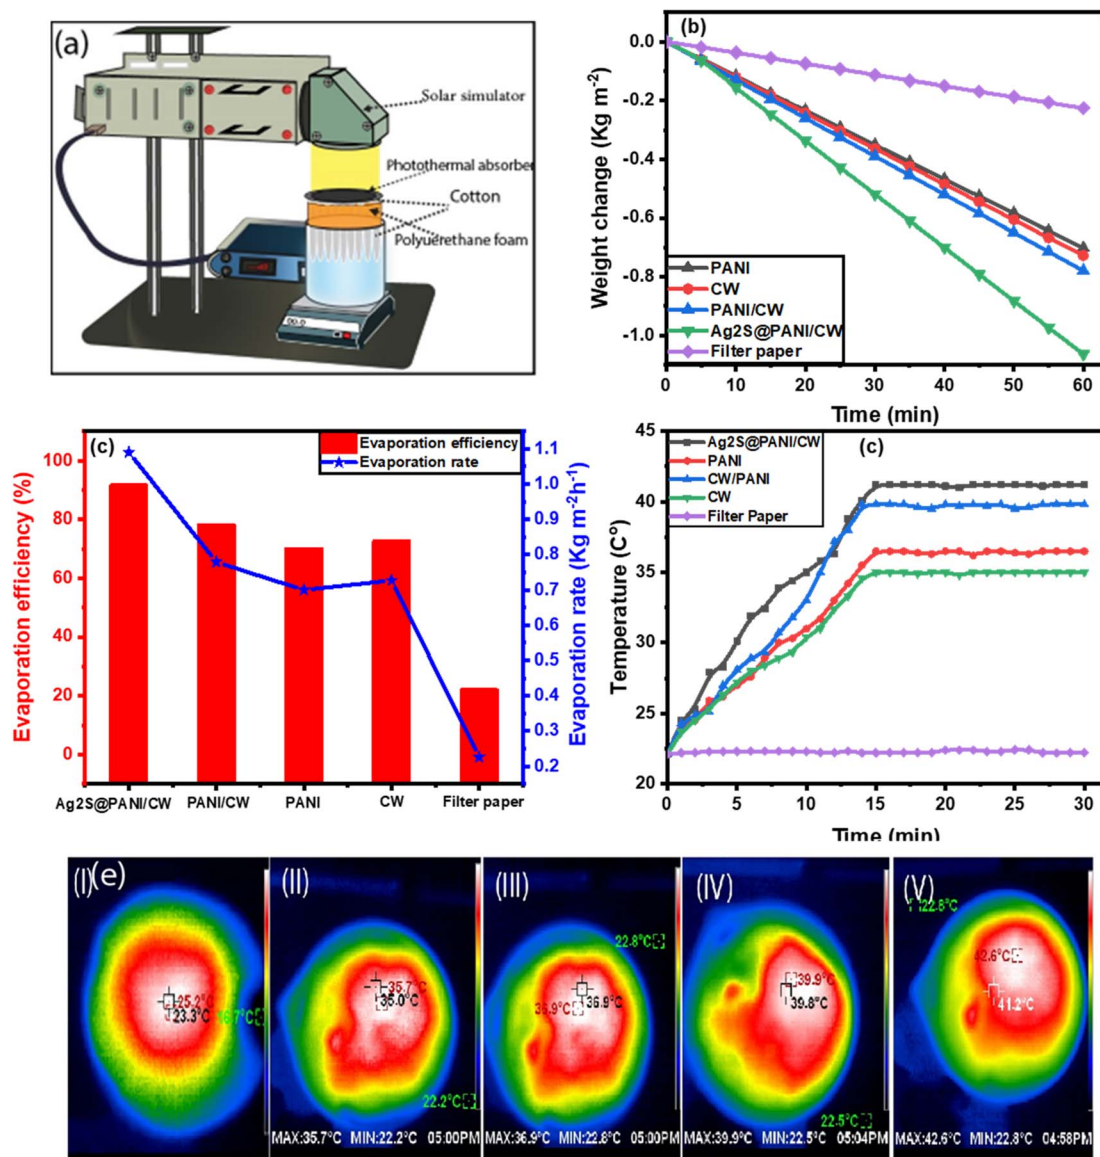 (a)
Solar simulator
Photothermal absorber
Cotton
Polyuerethane foam
(b)
Weight change (Kg m⁻²)
0.0
-0.2
-0.4
-0.6
-0.8
-1.0
PANI
CW
PANI/CW
Ag2S@PANI/CW
Filter paper
0 10 20 30 40 50 60
Time (min)
(c)
Evaporation efficiency
Evaporation rate
Evaporation efficiency (%)
100
80
60
40
20
0
Evaporation rate (Kg m⁻²h⁻¹)
1.1
1.0
0.9
0.8
0.7
0.6
0.5
0.4
0.3
0.2
Ag2S@PANI/CW PANI/CW PANI CW Filter paper
(c)
Ag2S@PANI/CW
PANI
CW/PANI
CW
Filter Paper
Temperature (C°)
45
40
35
30
25
20
0 5 10 15 20 25 30
Time (min)
(e)
(I)
25.2°C
23.3°C
(II)
35.7°C
35.0°C
22.2°C
MAX:35.7°C MIN:22.2°C 05:00PM
(III)
22.8°C
36.9°C
36.9°C
MAX:36.9°C MIN:22.8°C 05:00PM
(IV)
39.9°C
39.8°C
22.5°C
MAX:39.9°C MIN:22.5°C 05:04PM
(V)
22.8°C
42.6°C
41.2°C
MAX:42.6°C MIN:22.8°C 04:58PM